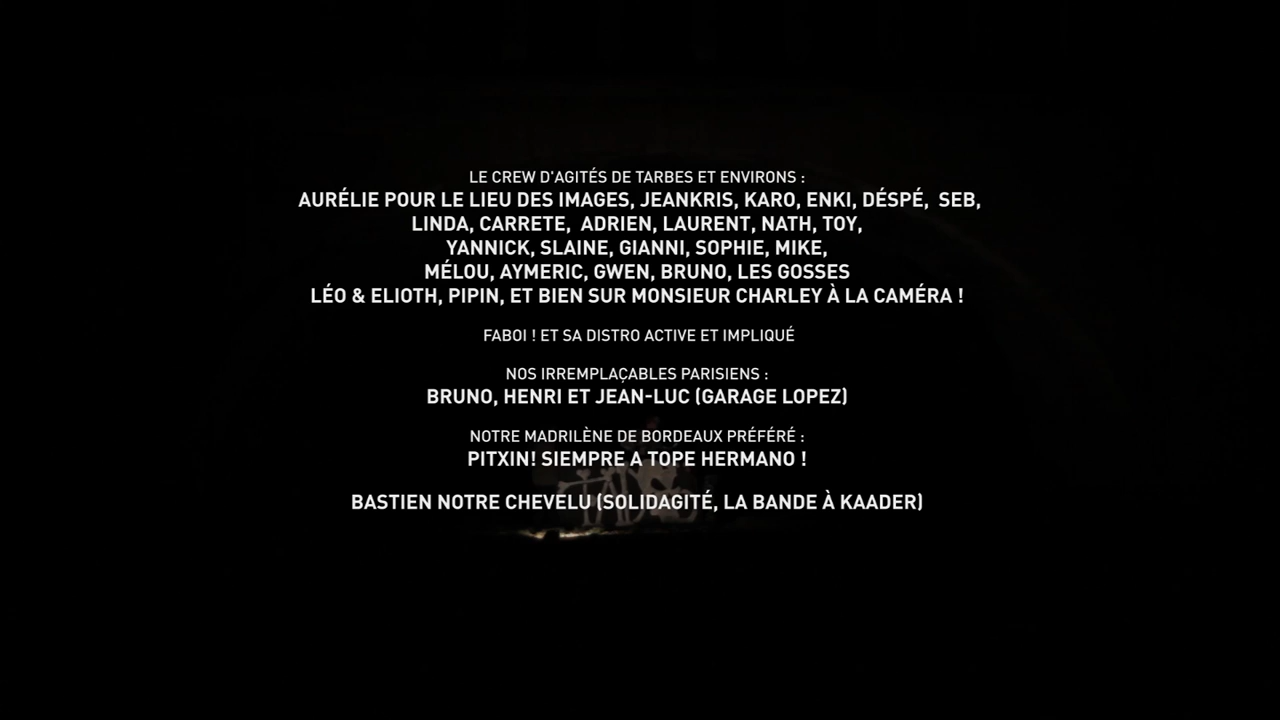 LE CREW D'AGITÉS DE TARBES ET ENVIRONS :
AURÉLIE POUR LE LIEU DES IMAGES, JEANKRIS, KARO, ENKI, DÉSPÉ, SEB,
LINDA, CARRETE, ADRIEN, LAURENT, NATH, TOY,
YANNICK, SLAINE, GIANNI, SOPHIE, MIKE,
MÉLOU, AYMERIC, GWEN, BRUNO, LES GOSSES
LÉO & ELIOTH, PIPIN, ET BIEN SUR MONSIEUR CHARLEY À LA CAMÉRA !
FABOI ! ET SA DISTRO ACTIVE ET IMPLIQUÉ
NOS IRREMPLAÇABLES PARISIENS :
BRUNO, HENRI ET JEAN-LUC (GARAGE LOPEZ)
NOTRE MADRILÈNE DE BORDEAUX PRÉFÉRÉ :
PITXIN! SIEMPRE A TOPE HERMANO !
BASTIEN NOTRE CHEVELU (SOLIDAGITÉ, LA BANDE À KAADER)